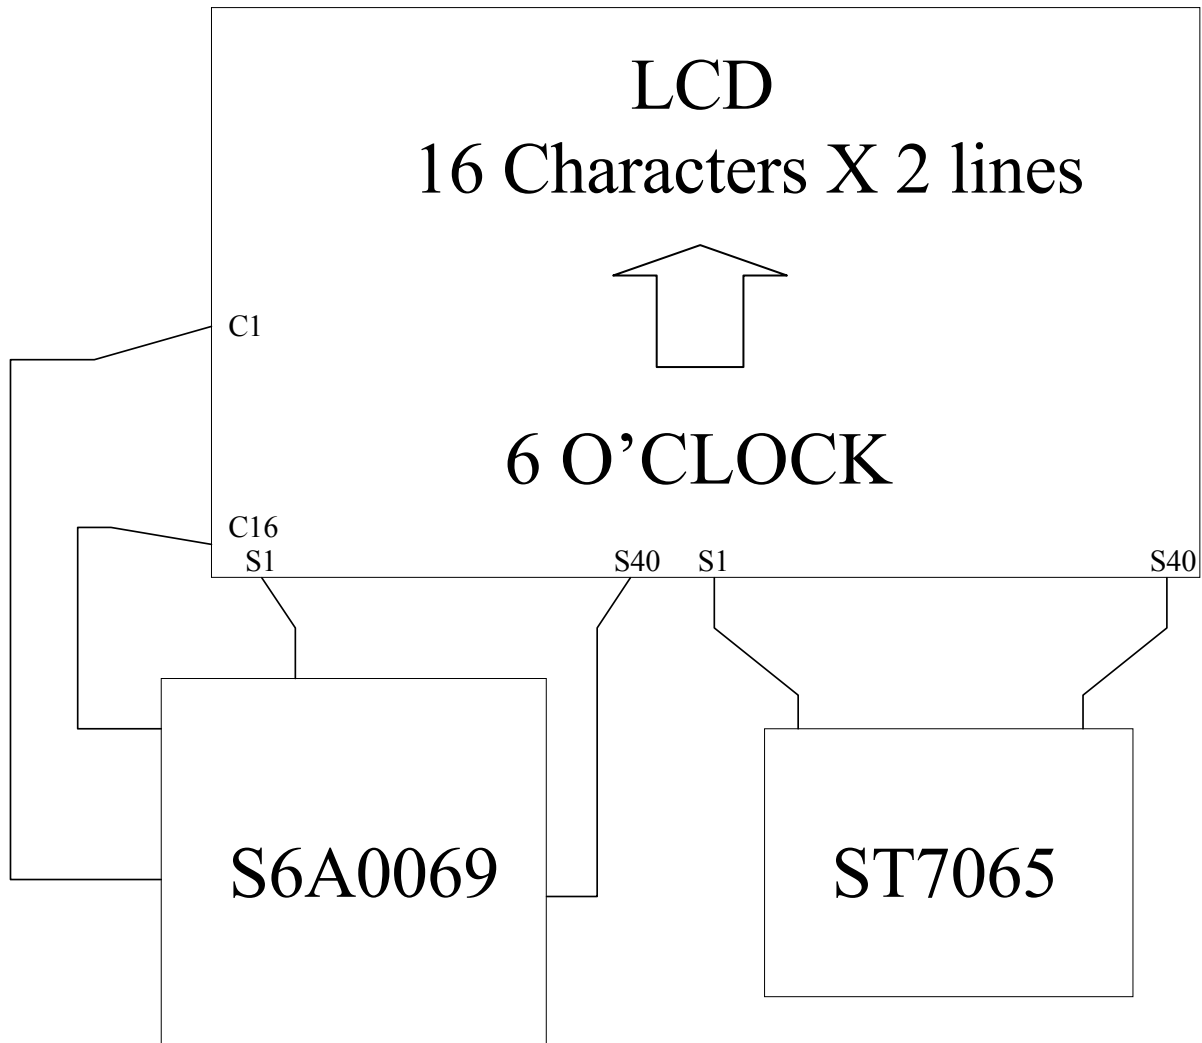 LCD
16 Characters X 2 lines
C1
6 O’CLOCK
C16
S1 S40 S1 S40
S6A0069 ST7065